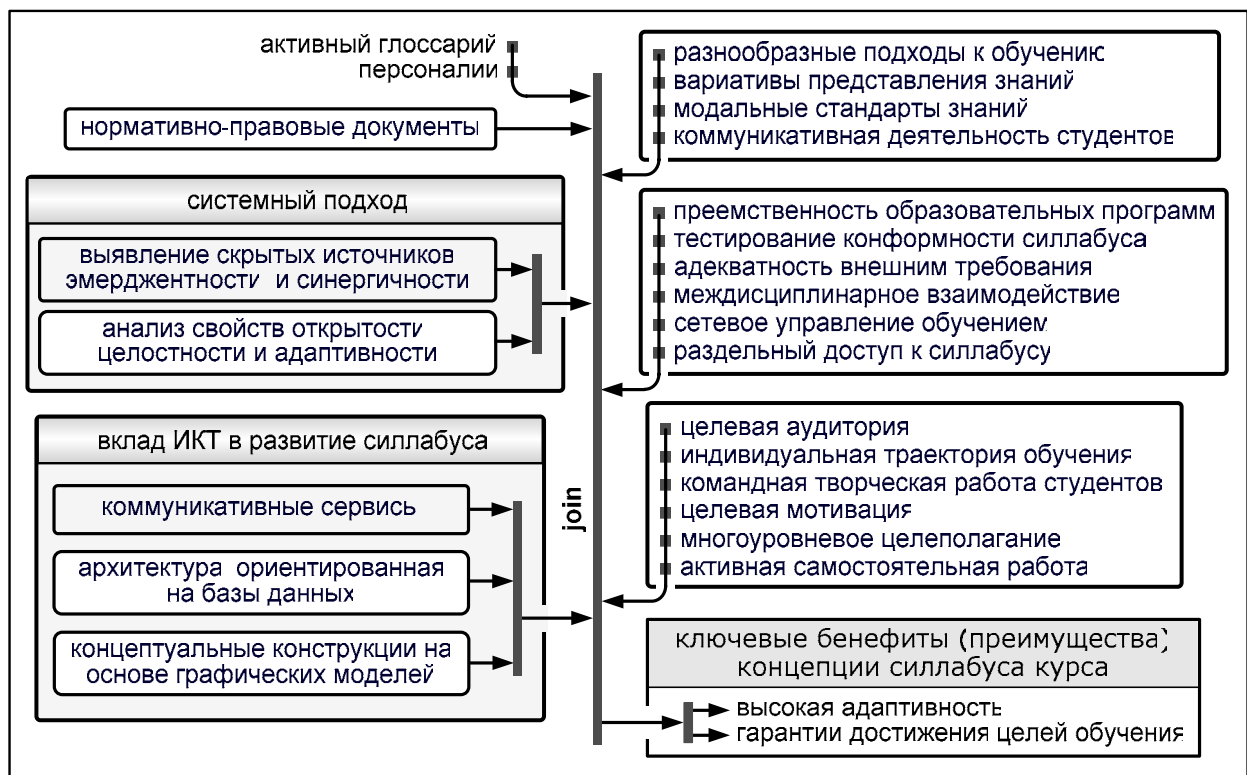 активный глоссарий
персоналии
нормативно-правовые документы
системный подход
выявление скрытых источников
эмерджентности и синергичности
анализ свойств открытости
целостности и адаптивности
вклад ИКТ в развитие силлабуса
коммуникативные сервисы
архитектура ориентированная
на базы данных
концептуальные конструкции на
основе графических моделей
join
разнообразные подходы к обучению
вариативы представления знаний
модальные стандарты знаний
коммуникативная деятельность студентов
преемственность образовательных программ
тестирование конформности силлабуса
адекватность внешним требования
междисциплинарное взаимодействие
сетевое управление обучением
раздельный доступ к силлабусу
целевая аудитория
индивидуальная траектория обучения
командная творческая работа студентов
целевая мотивация
многоуровневое целеполагание
активная самостоятельная работа
ключевые бенефиты (преимущества)
концепции силлабуса курса
высокая адаптивность
гарантии достижения целей обучения